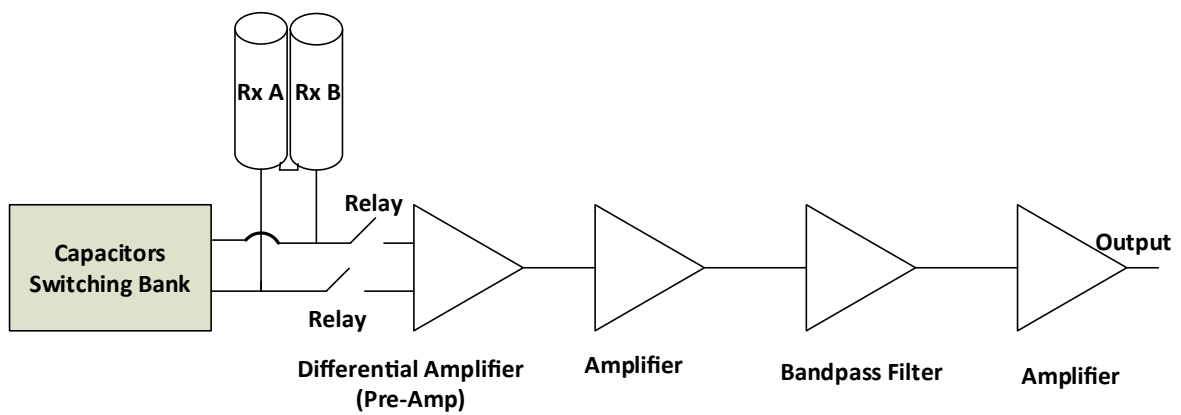 Rx A
Rx B
Relay
Capacitors
Switching Bank
Output
Relay
Differential Amplifier
(Pre-Amp)
Amplifier
Bandpass Filter
Amplifier